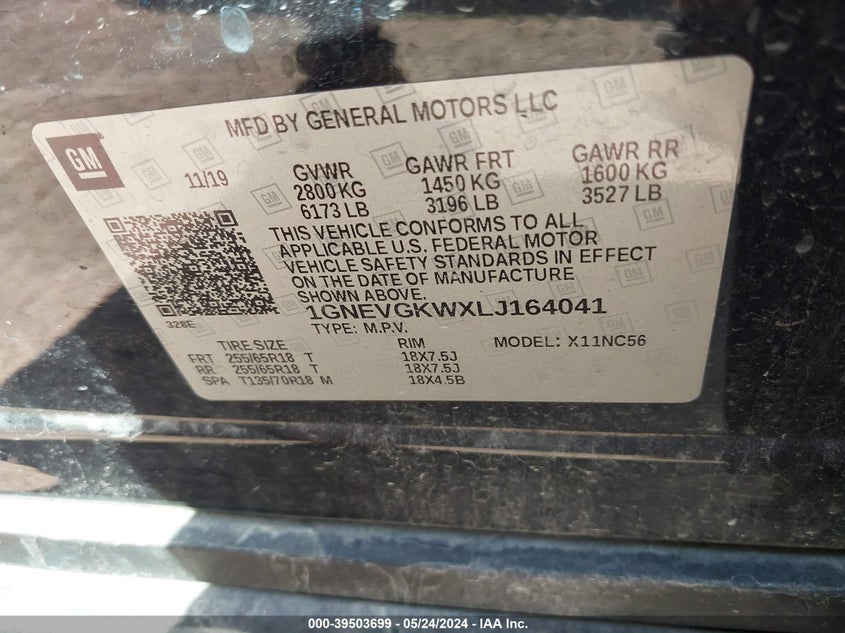 MFD BY GENERAL MOTORS LLC
GM
11/19
GVWR GAWR FRT GAWR RR
2800 KG 1450 KG 1600 KG
6173 LB 3196 LB 3527 LB
THIS VEHICLE CONFORMS TO ALL
APPLICABLE U.S. FEDERAL MOTOR
VEHICLE SAFETY STANDARDS IN EFFECT
ON THE DATE OF MANUFACTURE
SHOWN ABOVE.
328E
1GNEVGKWXLJ164041
TYPE: M.P.V.
TIRE SIZE RIM MODEL: X11NC56
FRT 255/65R18 T 18X7.5J
RR 255/65R18 T 18X7.5J
SPA T135/70R18 M 18X4.5B
000-39503699 - 05/24/2024 - IAA Inc.